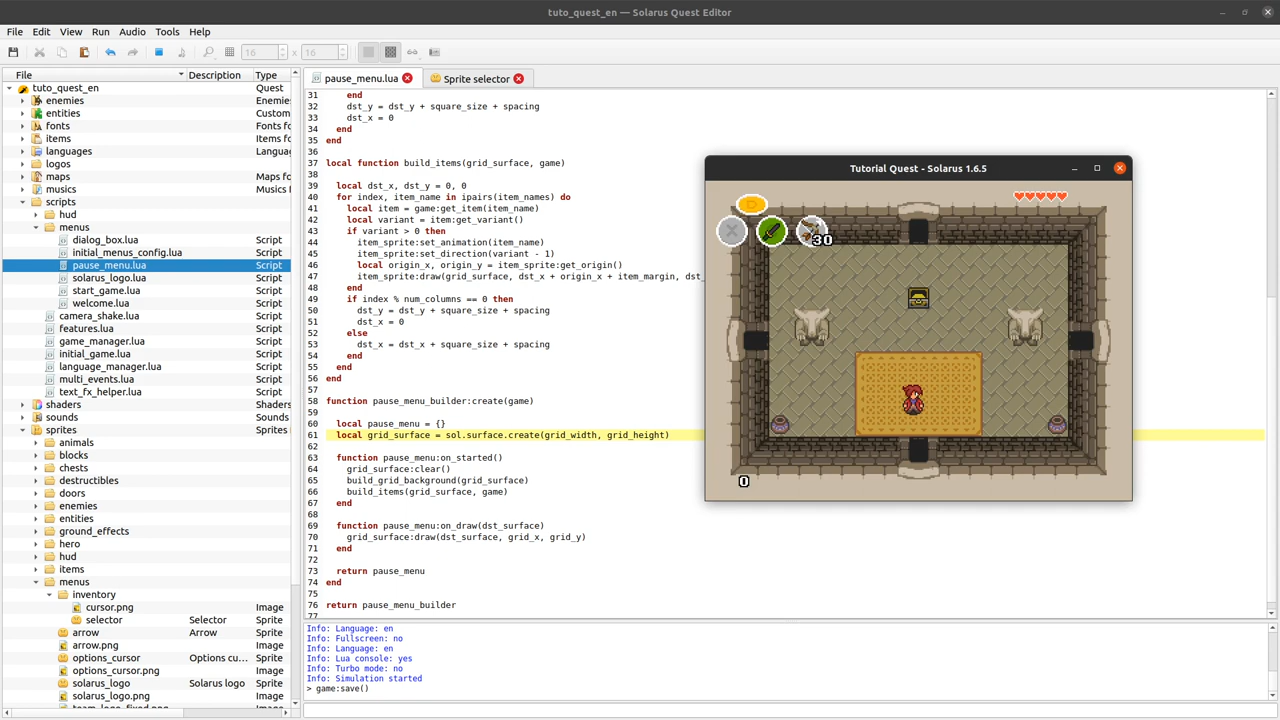 tuto_quest_en — Solarus Quest Editor
File Edit View Run Audio Tools Help
16 x 16
File Description Type
tuto_quest_en Quest
enemies Enemie
entities Custom
fonts Fonts fo
items Items fo
languages Languag
logos
maps Maps fo
musics Musics f
scripts Scripts
hud
menus
dialog_box.lua Script
initial_menus_config.lua Script
pause_menu.lua Script
solarus_logo.lua Script
start_game.lua Script
welcome.lua Script
camera_shake.lua Script
features.lua Script
game_manager.lua Script
initial_game.lua Script
language_manager.lua Script
multi_events.lua Script
text_fx_helper.lua Script
shaders Shaders
sounds Sounds
sprites Sprites
animals
blocks
chests
destructibles
doors
enemies
entities
ground_effects
hero
hud
items
menus
inventory
cursor.png Image
selector Selector Sprite
arrow Arrow Sprite
arrow.png Image
options_cursor Options cu... Sprite
options_cursor.png Image
solarus_logo Solarus logo Sprite
solarus_logo.png Image
pause_menu.lua Sprite selector
31 end
32 dst_y = dst_y + square_size + spacing
33 dst_x = 0
34 end
35 end
36
37 local function build_items(grid_surface, game)
38
39 local dst_x, dst_y = 0, 0
40 for index, item_name in ipairs(item_names) do
41 local item = game:get_item(item_name)
42 local variant = item:get_variant()
43 if variant > 0 then
44 item_sprite:set_animation(item_name)
45 item_sprite:set_direction(variant - 1)
46 local origin_x, origin_y = item_sprite:get_origin()
47 item_sprite:draw(grid_surface, dst_x + origin_x + item_margin, dst_
48 end
49 if index % num_columns == 0 then
50 dst_y = dst_y + square_size + spacing
51 dst_x = 0
52 else
53 dst_x = dst_x + square_size + spacing
54 end
55 end
56 end
57
58 function pause_menu_builder:create(game)
59
60 local pause_menu = {}
61 local grid_surface = sol.surface.create(grid_width, grid_height)
62
63 function pause_menu:on_started()
64 grid_surface:clear()
65 build_grid_background(grid_surface)
66 build_items(grid_surface, game)
67 end
68
69 function pause_menu:on_draw(dst_surface)
70 grid_surface:draw(dst_surface, grid_x, grid_y)
71 end
72
73 return pause_menu
74 end
75
76 return pause_menu_builder
77
Tutorial Quest - Solarus 1.6.5
30
0
Info: Language: en
Info: Fullscreen: no
Info: Language: en
Info: Lua console: yes
Info: Turbo mode: no
Info: Simulation started
> game:save()